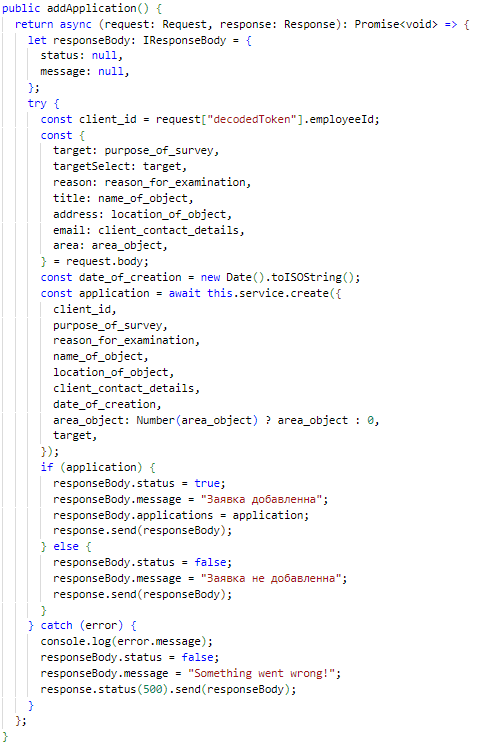 public addApplication() {
return async (request: Request, response: Response): Promise<void> => {
let responseBody: IResponseBody = {
status: null,
message: null,
};
try {
const client_id = request["decodedToken"].employeeId;
const {
target: purpose_of_survey,
targetSelect: target,
reason: reason_for_examination,
title: name_of_object,
address: location_of_object,
email: client_contact_details,
area: area_object,
} = request.body;
const date_of_creation = new Date().toISOString();
const application = await this.service.create({
client_id,
purpose_of_survey,
reason_for_examination,
name_of_object,
location_of_object,
client_contact_details,
date_of_creation,
area_object: Number(area_object) ? area_object : 0,
target,
});
if (application) {
responseBody.status = true;
responseBody.message = "Заявка добавленна";
responseBody.applications = application;
response.send(responseBody);
} else {
responseBody.status = false;
responseBody.message = "Заявка не добавленна";
response.send(responseBody);
}
} catch (error) {
console.log(error.message);
responseBody.status = false;
responseBody.message = "Something went wrong!";
response.status(500).send(responseBody);
}
};
}